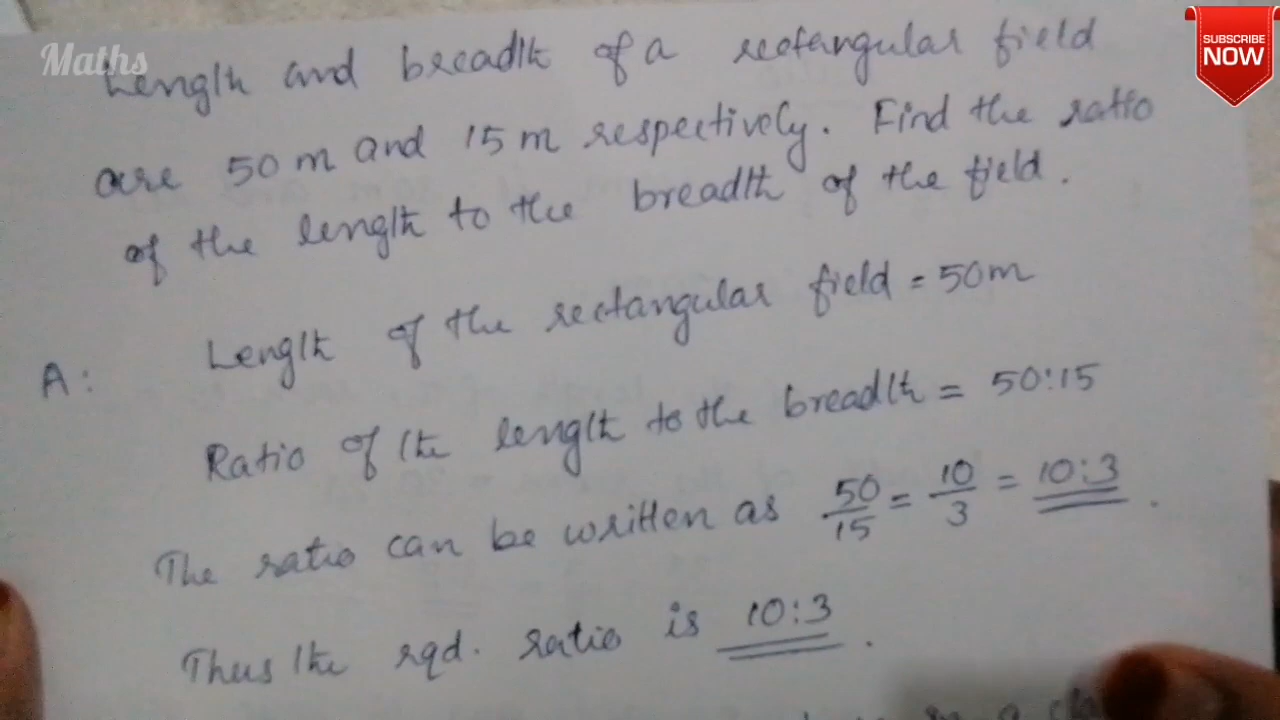 Maths
SUBSCRIBE
NOW
Length and breadth of a rectangular field
are 50 m and 15 m respectively. Find the ratio
of the length to the breadth of the field.
A: Length of the rectangular field = 50m
Ratio of the length to the breadth = 50:15
The ratio can be written as 50/15 = 10/3 = 10:3.
Thus the rqd. ratio is 10:3.